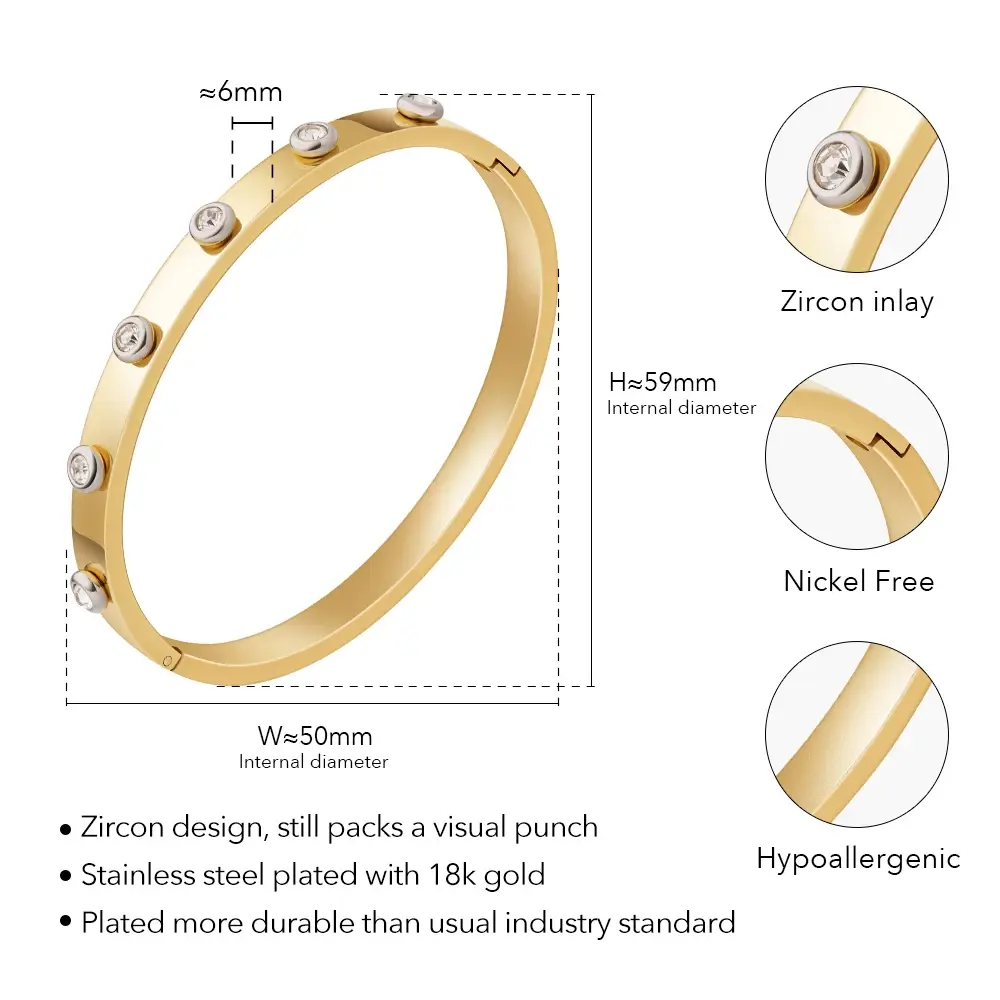 ≈6mm
Zircon inlay
H≈59mm
Internal diameter
Nickel Free
W≈50mm
Internal diameter
Hypoallergenic
• Zircon design, still packs a visual punch
• Stainless steel plated with 18k gold
• Plated more durable than usual industry standard